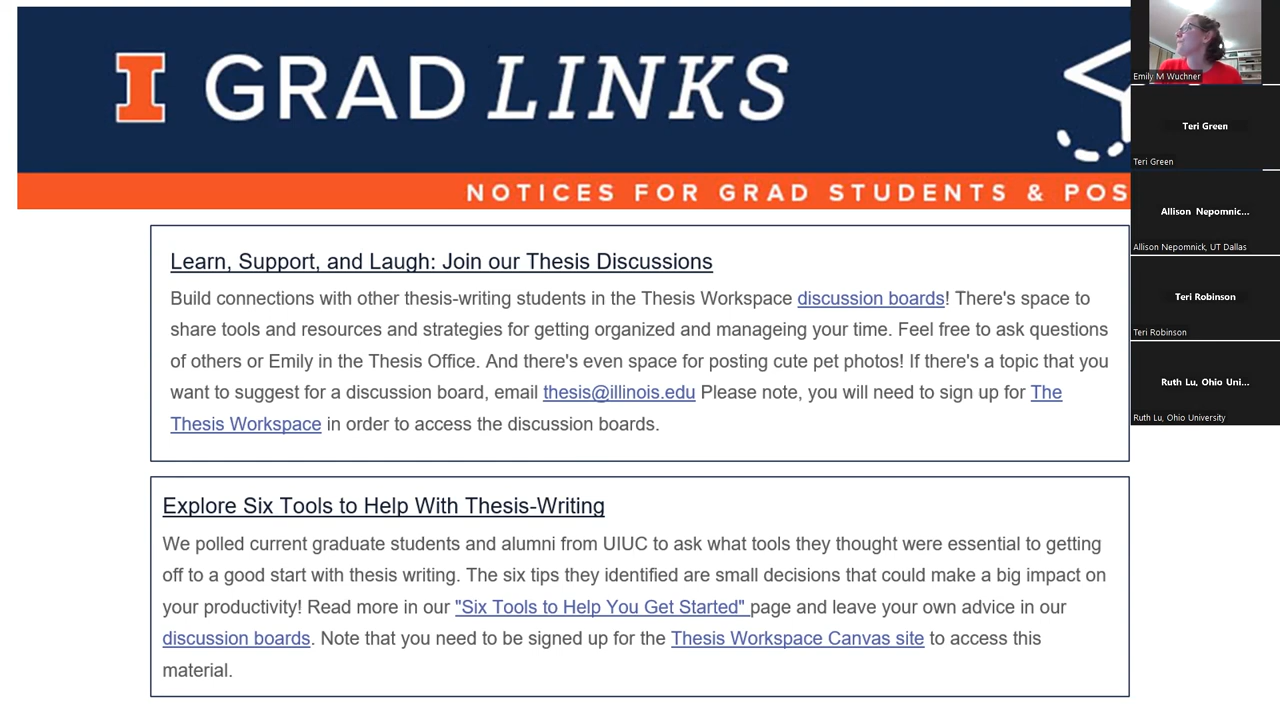 I GRAD LINKS
NOTICES FOR GRAD STUDENTS & POS
Learn, Support, and Laugh: Join our Thesis Discussions
Build connections with other thesis-writing students in the Thesis Workspace discussion boards! There's space to
share tools and resources and strategies for getting organized and manageing your time. Feel free to ask questions
of others or Emily in the Thesis Office. And there's even space for posting cute pet photos! If there's a topic that you
want to suggest for a discussion board, email thesis@illinois.edu Please note, you will need to sign up for The
Thesis Workspace in order to access the discussion boards.
Explore Six Tools to Help With Thesis-Writing
We polled current graduate students and alumni from UIUC to ask what tools they thought were essential to getting
off to a good start with thesis writing. The six tips they identified are small decisions that could make a big impact on
your productivity! Read more in our "Six Tools to Help You Get Started" page and leave your own advice in our
discussion boards. Note that you need to be signed up for the Thesis Workspace Canvas site to access this
material.
Emily M Wuchner
Teri Green
Teri Green
Allison Nepomnic...
Allison Nepomnick, UT Dallas
Teri Robinson
Teri Robinson
Ruth Lu, Ohio Uni...
Ruth Lu, Ohio University